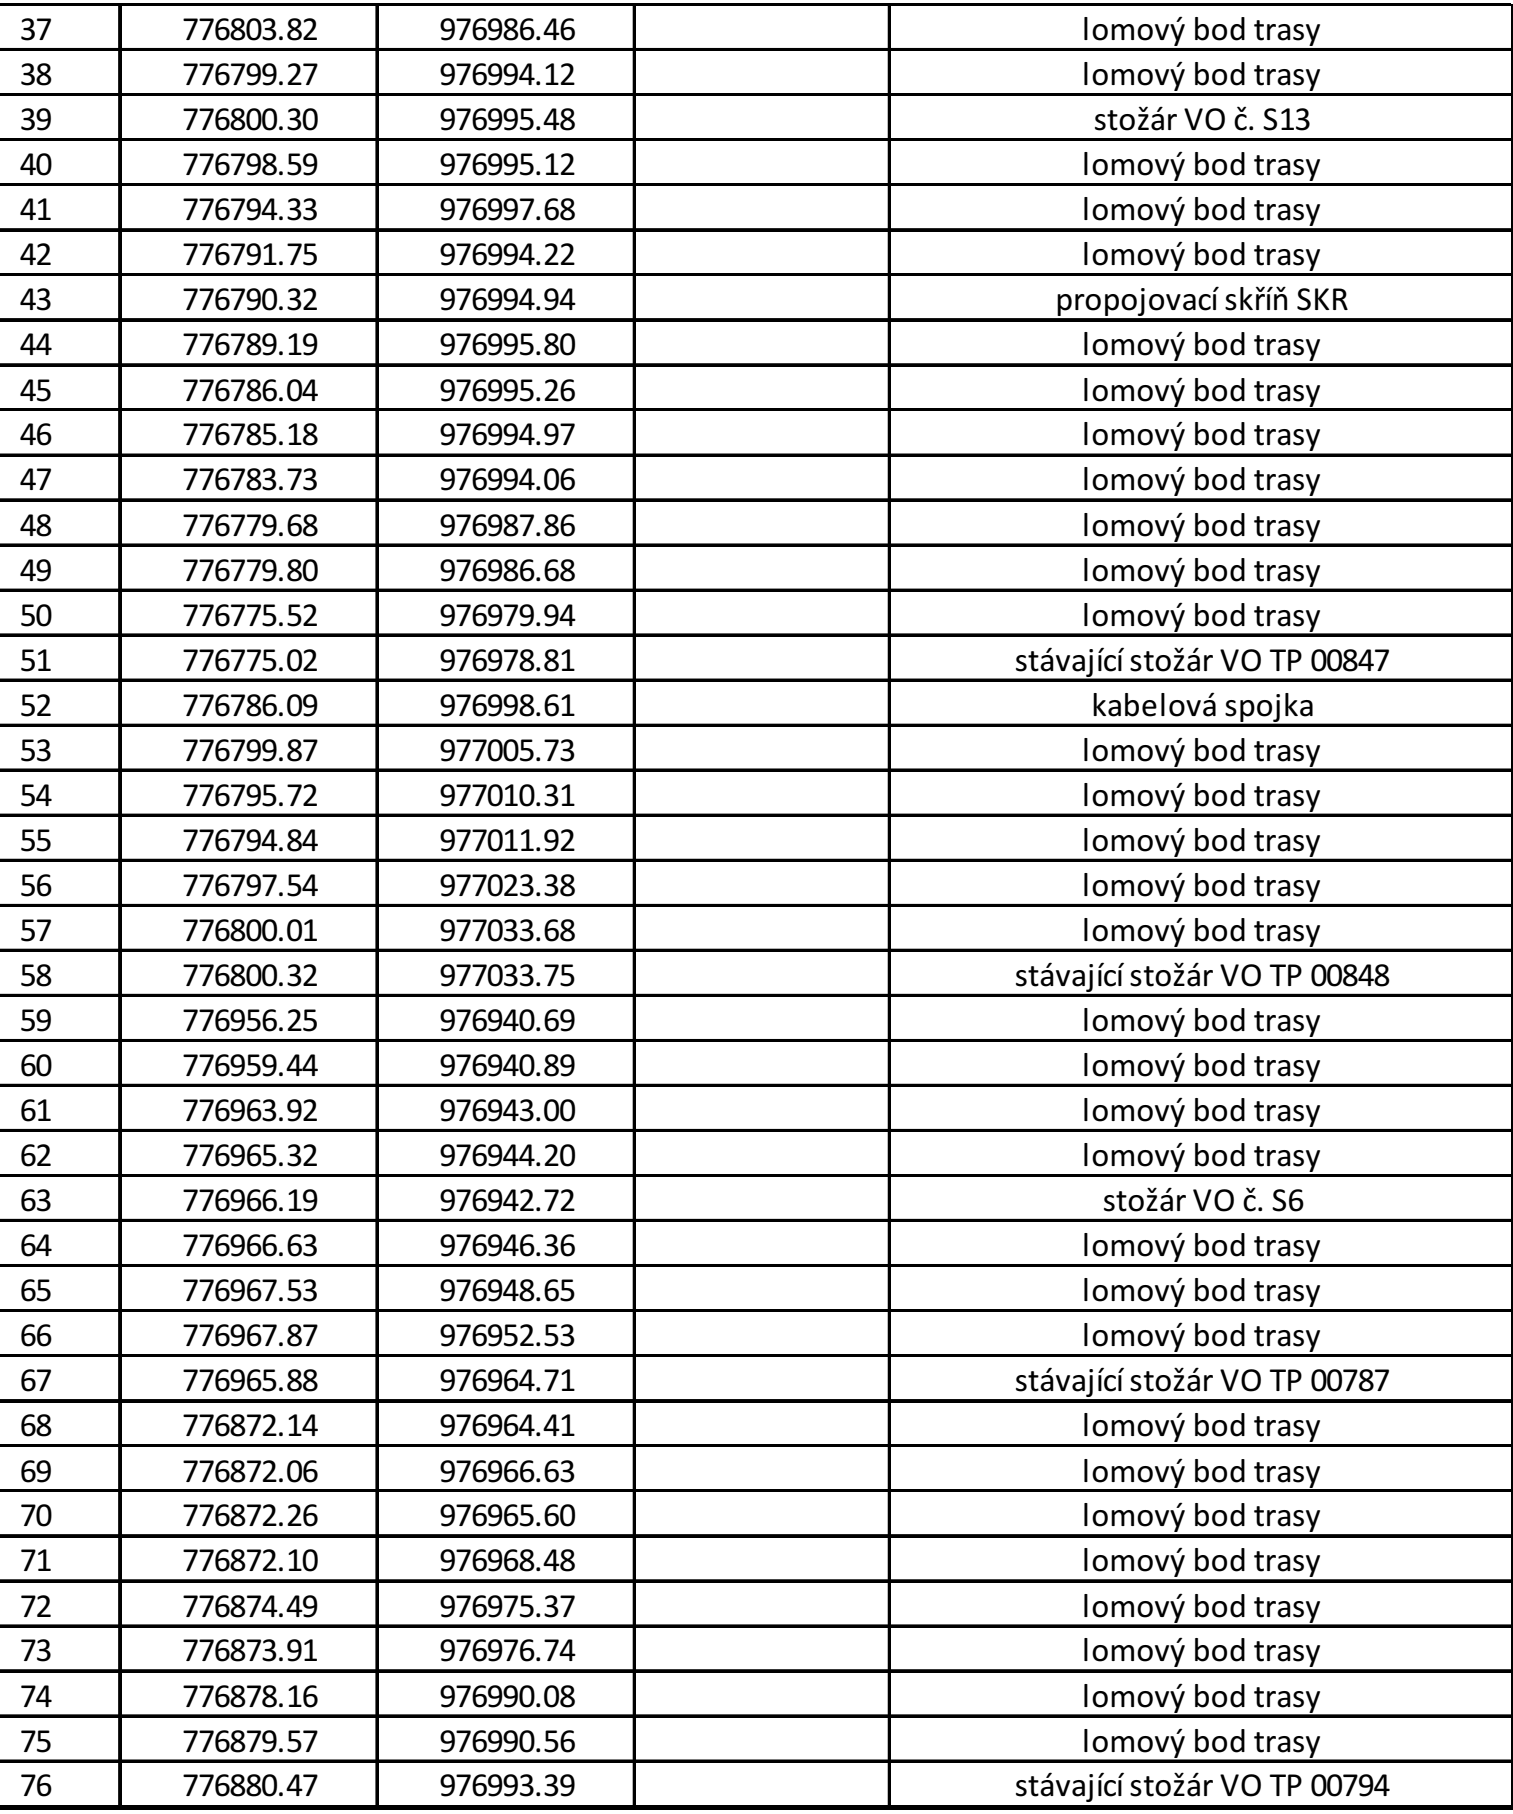 37 776803.82 976986.46 lomový bod trasy
38 776799.27 976994.12 lomový bod trasy
39 776800.30 976995.48 stožár VO č. S13
40 776798.59 976995.12 lomový bod trasy
41 776794.33 976997.68 lomový bod trasy
42 776791.75 976994.22 lomový bod trasy
43 776790.32 976994.94 propojovací skříň SKR
44 776789.19 976995.80 lomový bod trasy
45 776786.04 976995.26 lomový bod trasy
46 776785.18 976994.97 lomový bod trasy
47 776783.73 976994.06 lomový bod trasy
48 776779.68 976987.86 lomový bod trasy
49 776779.80 976986.68 lomový bod trasy
50 776775.52 976979.94 lomový bod trasy
51 776775.02 976978.81 stávající stožár VO TP 00847
52 776786.09 976998.61 kabelová spojka
53 776799.87 977005.73 lomový bod trasy
54 776795.72 977010.31 lomový bod trasy
55 776794.84 977011.92 lomový bod trasy
56 776797.54 977023.38 lomový bod trasy
57 776800.01 977033.68 lomový bod trasy
58 776800.32 977033.75 stávající stožár VO TP 00848
59 776956.25 976940.69 lomový bod trasy
60 776959.44 976940.89 lomový bod trasy
61 776963.92 976943.00 lomový bod trasy
62 776965.32 976944.20 lomový bod trasy
63 776966.19 976942.72 stožár VO č. S6
64 776966.63 976946.36 lomový bod trasy
65 776967.53 976948.65 lomový bod trasy
66 776967.87 976952.53 lomový bod trasy
67 776965.88 976964.71 stávající stožár VO TP 00787
68 776872.14 976964.41 lomový bod trasy
69 776872.06 976966.63 lomový bod trasy
70 776872.26 976965.60 lomový bod trasy
71 776872.10 976968.48 lomový bod trasy
72 776874.49 976975.37 lomový bod trasy
73 776873.91 976976.74 lomový bod trasy
74 776878.16 976990.08 lomový bod trasy
75 776879.57 976990.56 lomový bod trasy
76 776880.47 976993.39 stávající stožár VO TP 00794